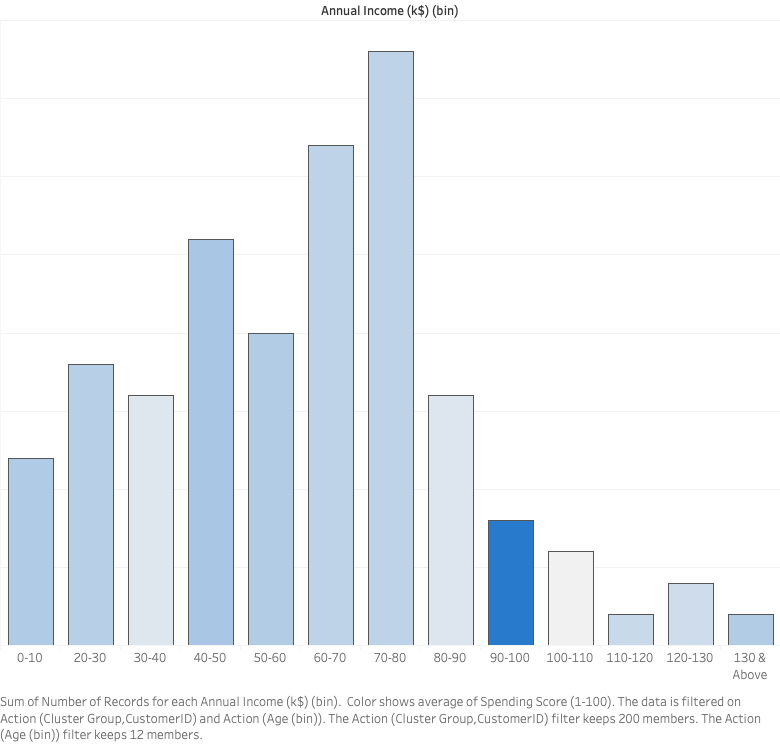 Annual Income (k$) (bin)
0-10 20-30 30-40 40-50 50-60 60-70 70-80 80-90 90-100 100-110 110-120 120-130 130 &
Above
Sum of Number of Records for each Annual Income (k$) (bin).  Color shows average of Spending Score (1-100). The data is filtered on
Action (Cluster Group,CustomerID) and Action (Age (bin)). The Action (Cluster Group,CustomerID) filter keeps 200 members. The Action
(Age (bin)) filter keeps 12 members.